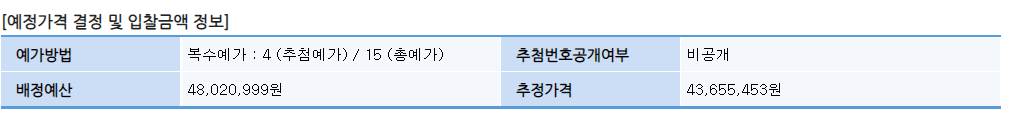 [예정가격 결정 및 입찰금액 정보]
예가방법 복수예가 : 4 (추첨예가) / 15 (총예가) 추첨번호공개여부 비공개
배정예산 48,020,999원 추정가격 43,655,453원